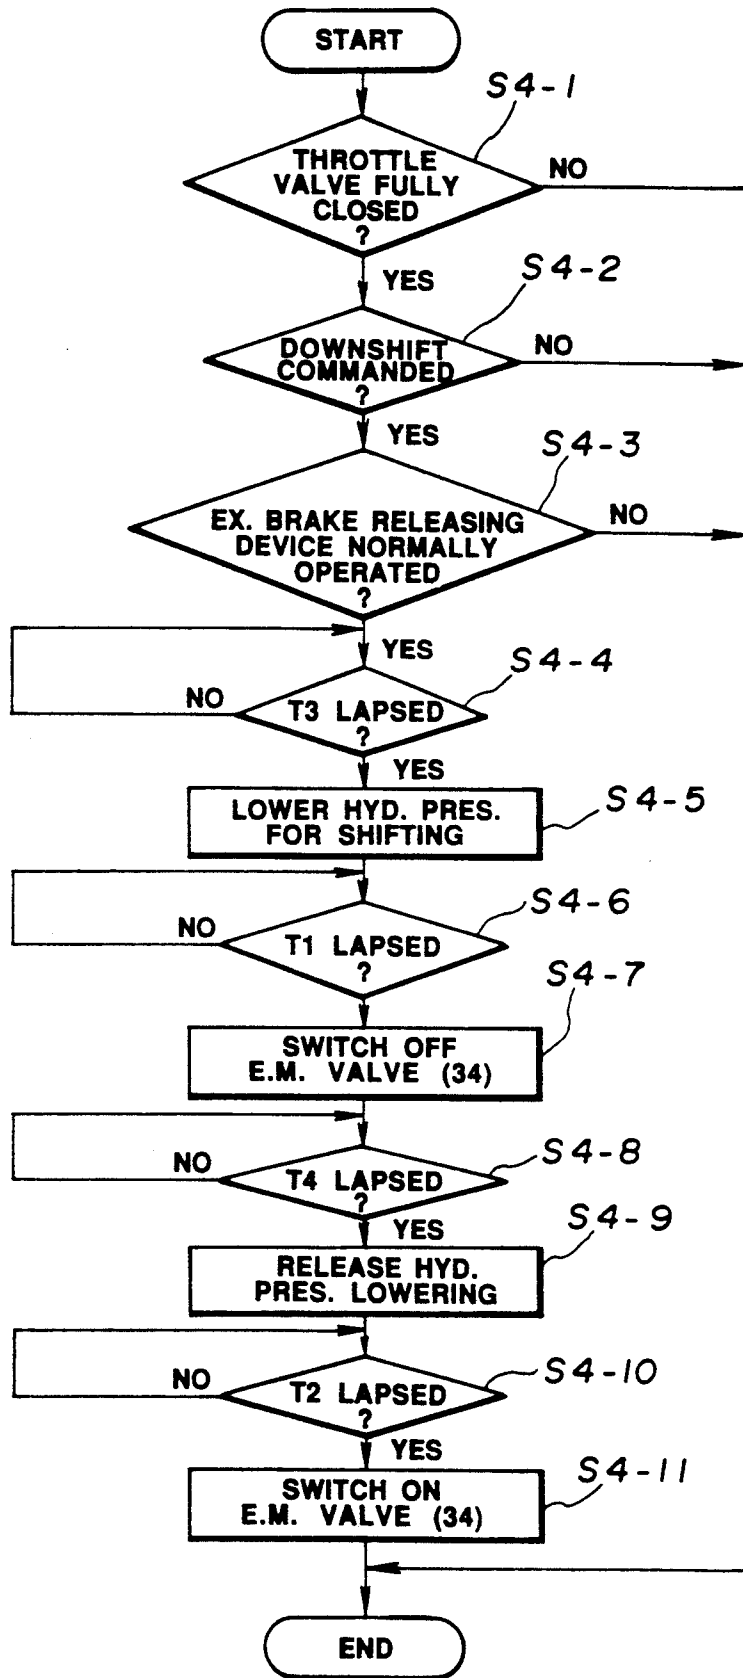 START
S4-1
THROTTLE
VALVE FULLY
CLOSED
?
NO
YES
S4-2
DOWNSHIFT
COMMANDED
?
NO
YES
S4-3
EX. BRAKE RELEASING
DEVICE NORMALLY
OPERATED
?
NO
YES
S4-4
NO
T3 LAPSED
?
YES
LOWER HYD. PRES.
FOR SHIFTING
S4-5
S4-6
NO
T1 LAPSED
?
S4-7
SWITCH OFF
E.M. VALVE (34)
S4-8
NO
T4 LAPSED
?
YES
S4-9
RELEASE HYD.
PRES. LOWERING
S4-10
NO
T2 LAPSED
?
YES
S4-11
SWITCH ON
E.M. VALVE (34)
END